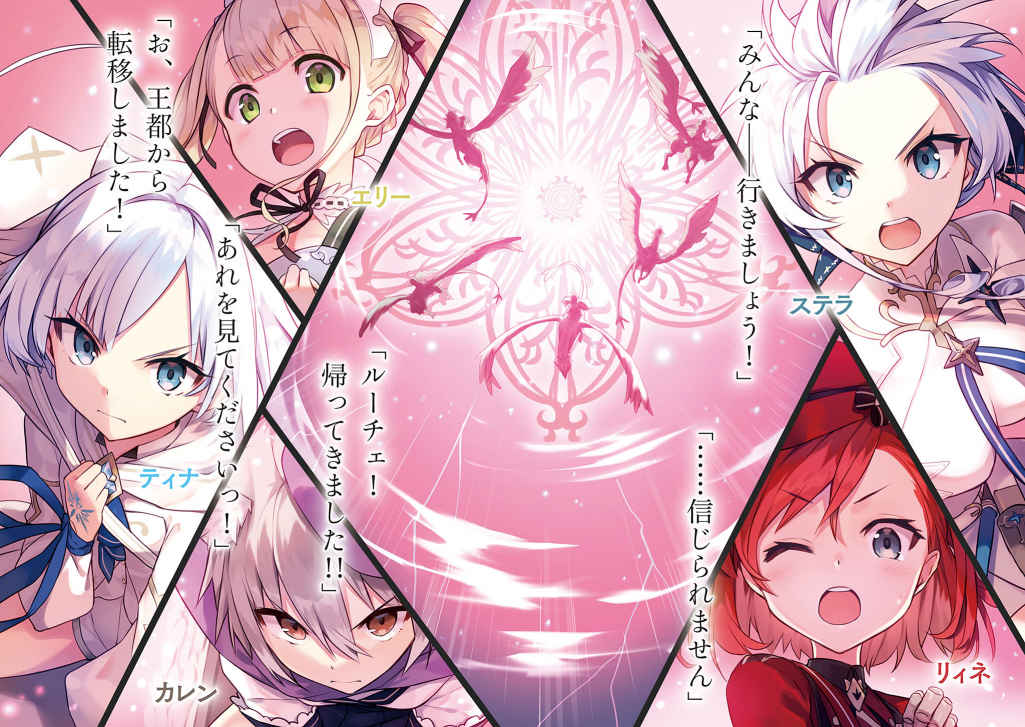 「みんな――行きましょう！」
ステラ
「……信じられません」
リィネ
「ルーチェ！
帰ってきました!!」
カレン
「あれを見てくださいっ！」
ティナ
「お、王都から
転移しました！」
エリー